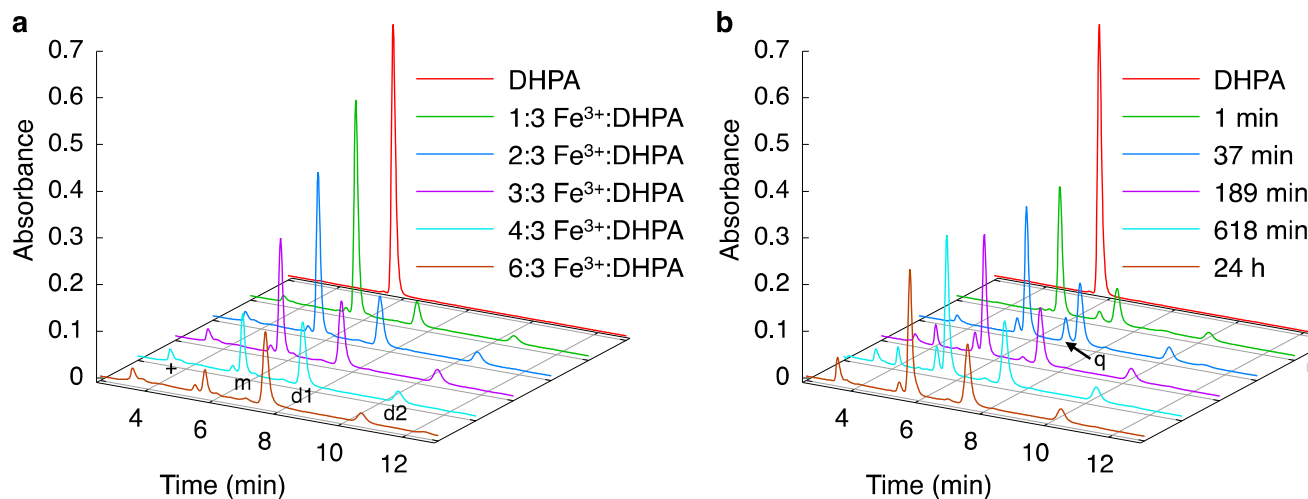 a
Absorbance
0.7
0.6
0.5
0.4
0.3
0.2
0.1
0
DHPA
1:3 Fe³⁺:DHPA
2:3 Fe³⁺:DHPA
3:3 Fe³⁺:DHPA
4:3 Fe³⁺:DHPA
6:3 Fe³⁺:DHPA
+
m
d1
d2
4
6
8
10
12
Time (min)
b
Absorbance
0.7
0.6
0.5
0.4
0.3
0.2
0.1
0
DHPA
1 min
37 min
189 min
618 min
24 h
q
4
6
8
10
12
Time (min)